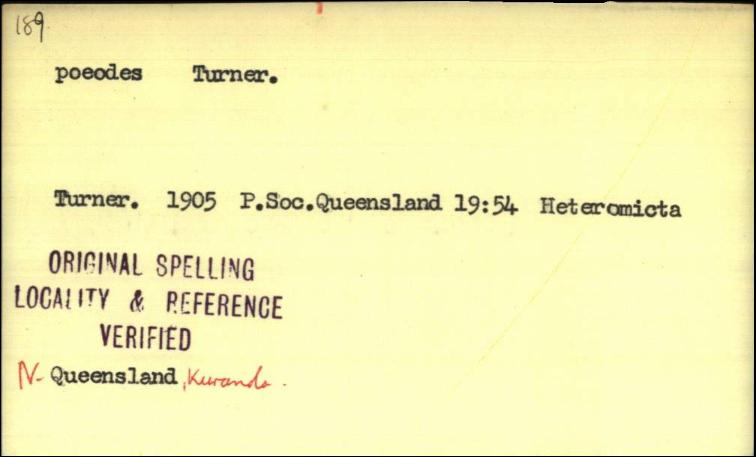 189
poeodes Turner.
Turner. 1905 P.Soc.Queensland 19:54 Heteromicta
ORIGINAL SPELLING
LOCALITY & REFERENCE
VERIFIED
N- Queensland, Kuranda.